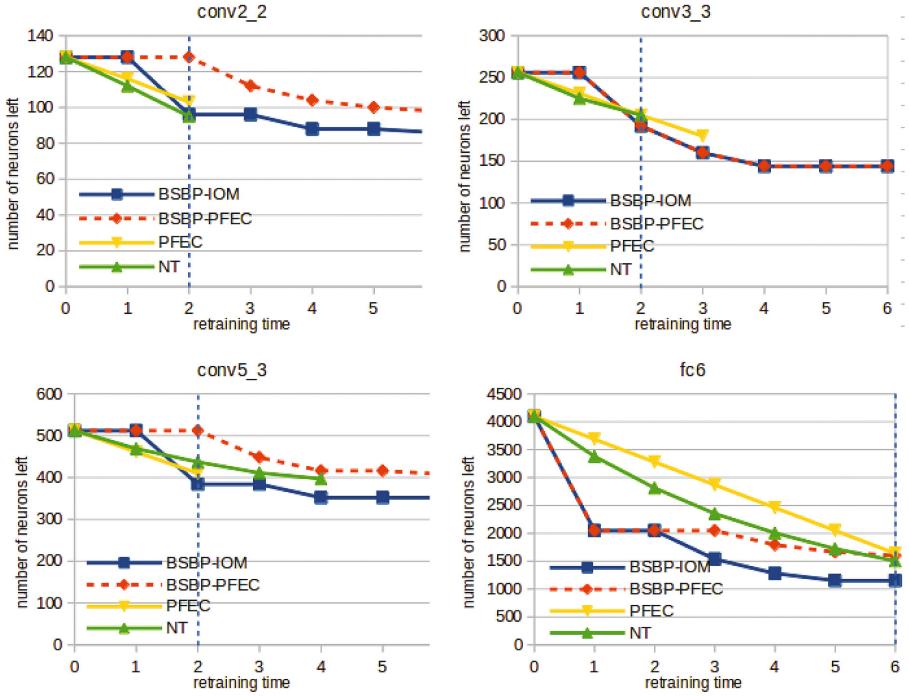 conv2_2
number of neurons left
140
120
100
80
60
40
20
0
BSBP-IOM
BSBP-PFEC
PFEC
NT
0 1 2 3 4 5
retraining time
conv3_3
number of neurons left
300
250
200
150
100
50
0
BSBP-IOM
BSBP-PFEC
PFEC
NT
0 1 2 3 4 5 6
retraining time
conv5_3
number of neurons left
600
500
400
300
200
100
0
BSBP-IOM
BSBP-PFEC
PFEC
NT
0 1 2 3 4 5
retraining time
fc6
number of neurons left
4500
4000
3500
3000
2500
2000
1500
1000
500
0
BSBP-IOM
BSBP-PFEC
PFEC
NT
0 1 2 3 4 5 6
retraining time